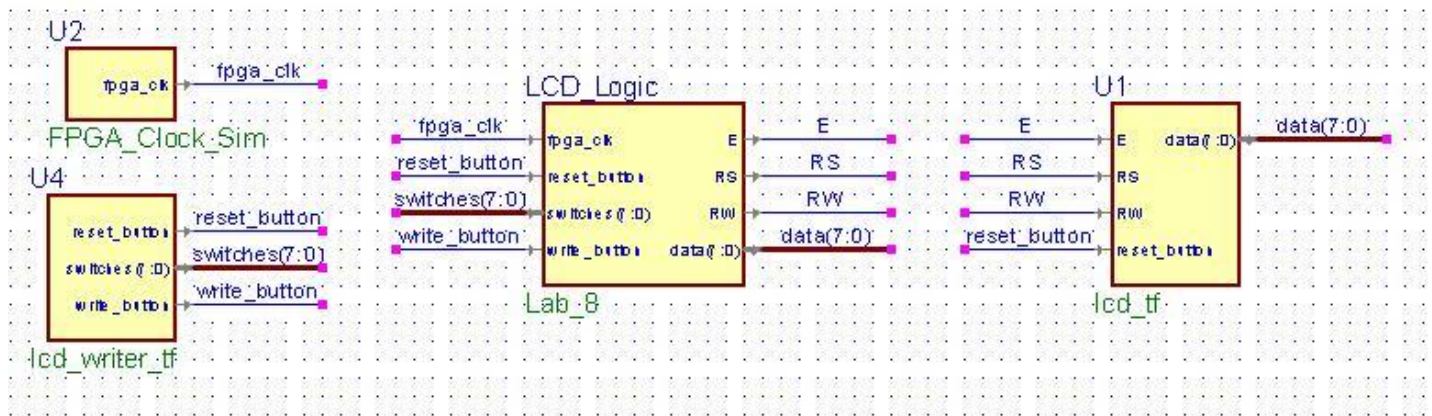 U2
fpga_clk
fpga_clk
FPGA_Clock_Sim
U4
reset_button
reset_button
switches(7:0)
switches(7:0)
write_button
write_button
lcd_writer_tf
LCD_Logic
fpga_clk
fpga_clk
E
E
reset_button
reset_button
RS
RS
switches(7:0)
switches(7:0)
RW
RW
write_button
write_button
data(7:0)
data(7:0)
Lab_8
U1
E
E
data(7:0)
data(7:0)
RS
RS
RW
RW
reset_button
reset_button
lcd_tf